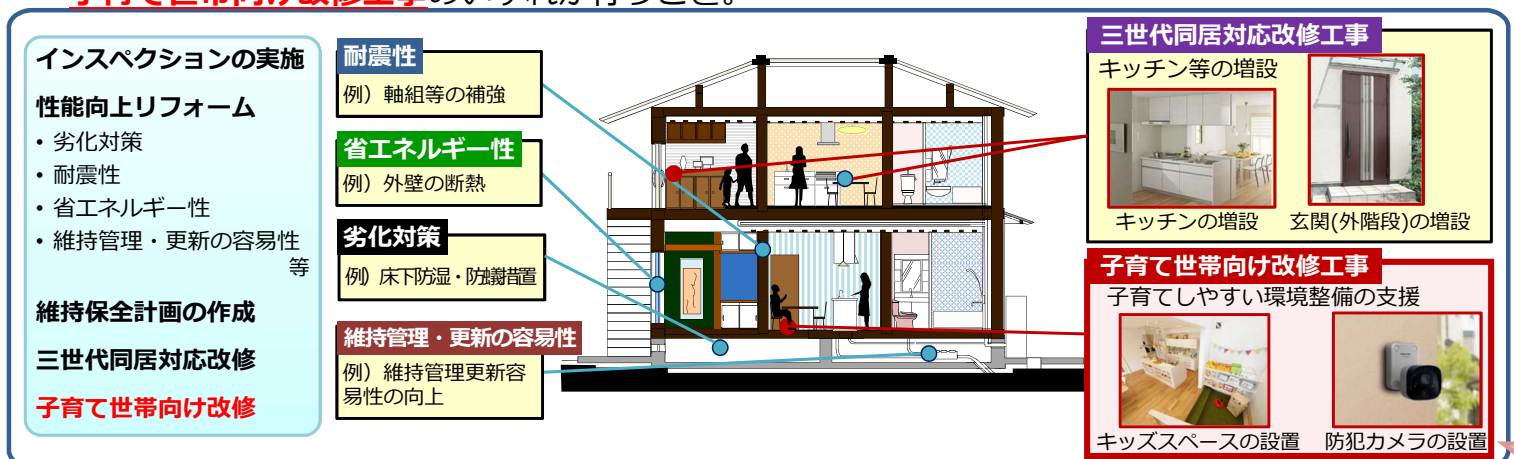 子育て世帯向け改修工事のいずれか行うこと。
インスペクションの実施
性能向上リフォーム
・劣化対策
・耐震性
・省エネルギー性
・維持管理・更新の容易性
等
維持保全計画の作成
三世代同居対応改修
子育て世帯向け改修
耐震性
例）軸組等の補強
省エネルギー性
例）外壁の断熱
劣化対策
例）床下防湿・防蟻措置
維持管理・更新の容易性
例）維持管理更新容
易性の向上
三世代同居対応改修工事
キッチン等の増設
キッチンの増設
玄関(外階段)の増設
子育て世帯向け改修工事
子育てしやすい環境整備の支援
キッズスペースの設置
防犯カメラの設置